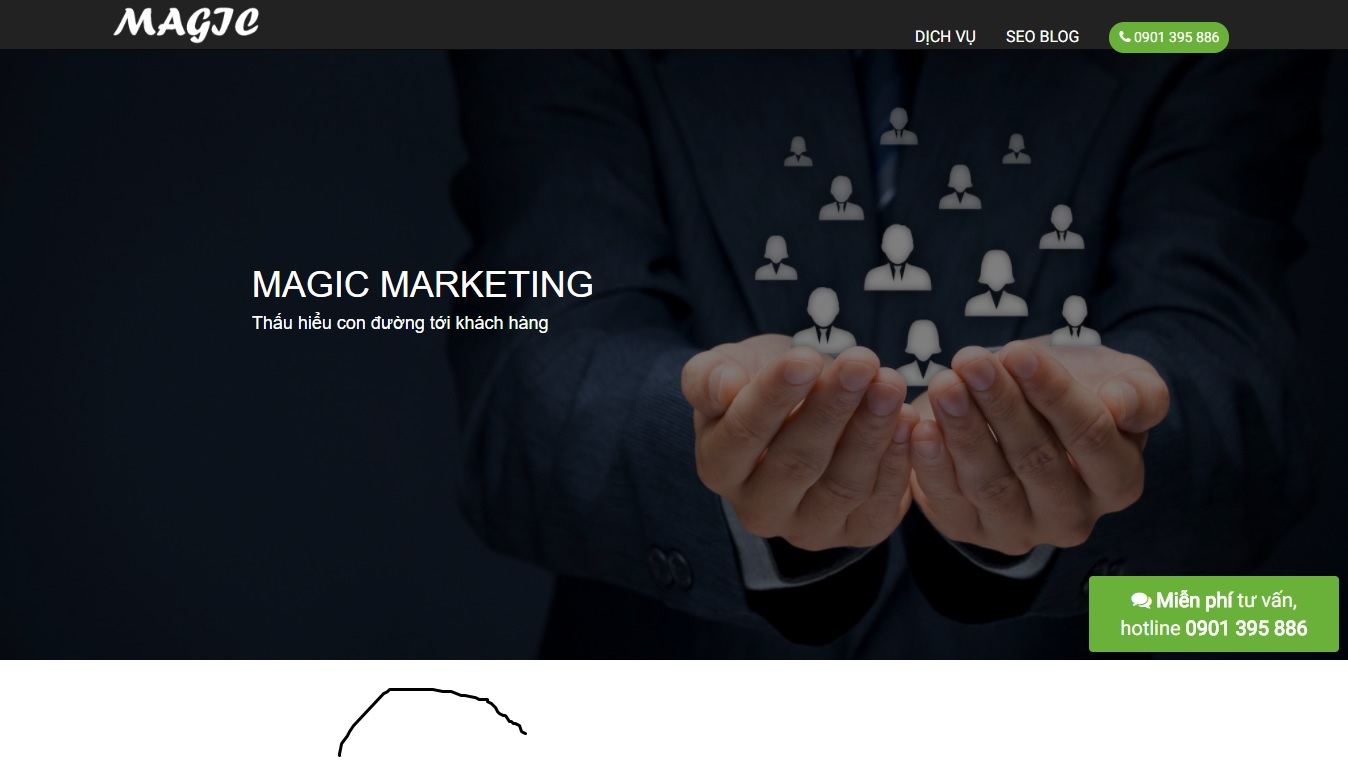 MAGIC
DỊCH VỤ
SEO BLOG
0901 395 886
MAGIC MARKETING
Thấu hiểu con đường tới khách hàng
Miễn phí tư vấn,
hotline 0901 395 886